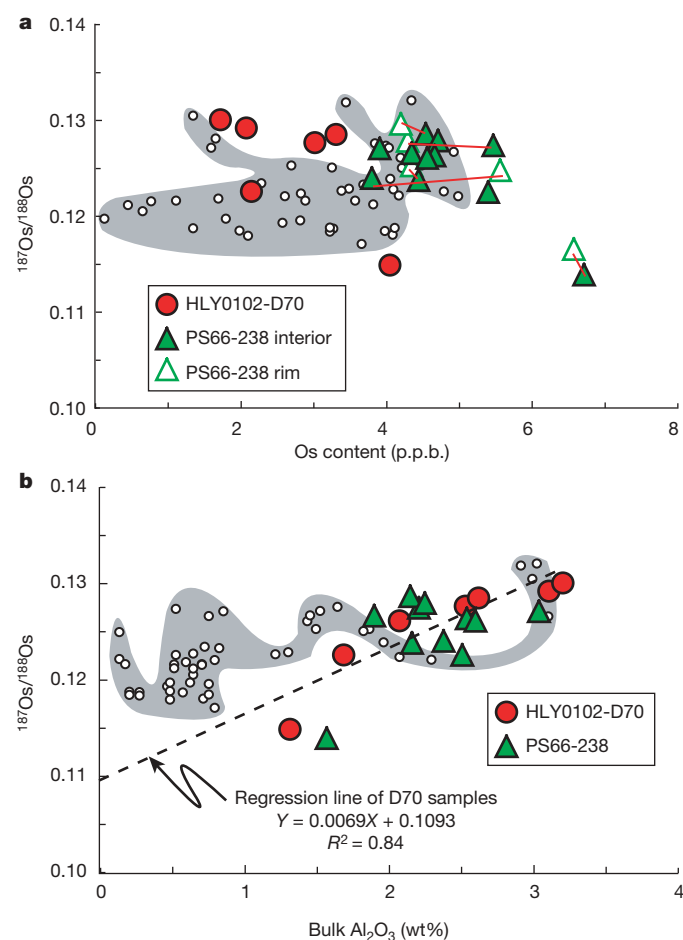 a
0.14
0.13
0.12
0.11
0.10
187Os/188Os
HLY0102-D70
PS66-238 interior
PS66-238 rim
0
2
4
6
8
Os content (p.p.b.)
b
0.14
0.13
0.12
0.11
0.10
187Os/188Os
HLY0102-D70
PS66-238
Regression line of D70 samples
Y = 0.0069X + 0.1093
R² = 0.84
0
1
2
3
4
Bulk Al₂O₃ (wt%)